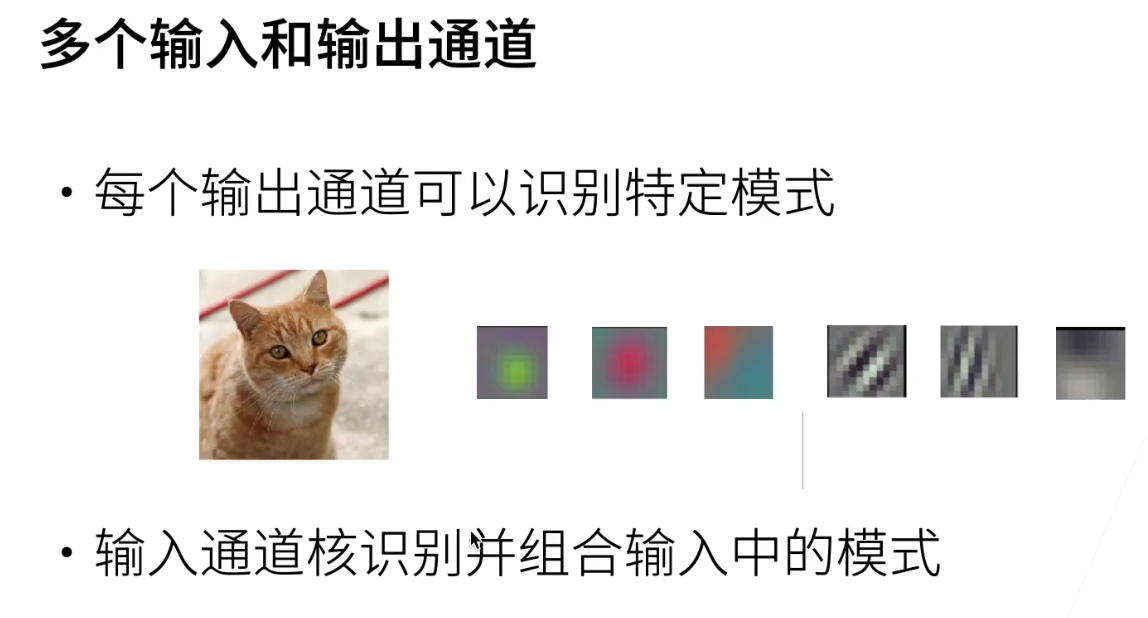 多个输入和输出通道
• 每个输出通道可以识别特定模式
• 输入通道核识别并组合输入中的模式